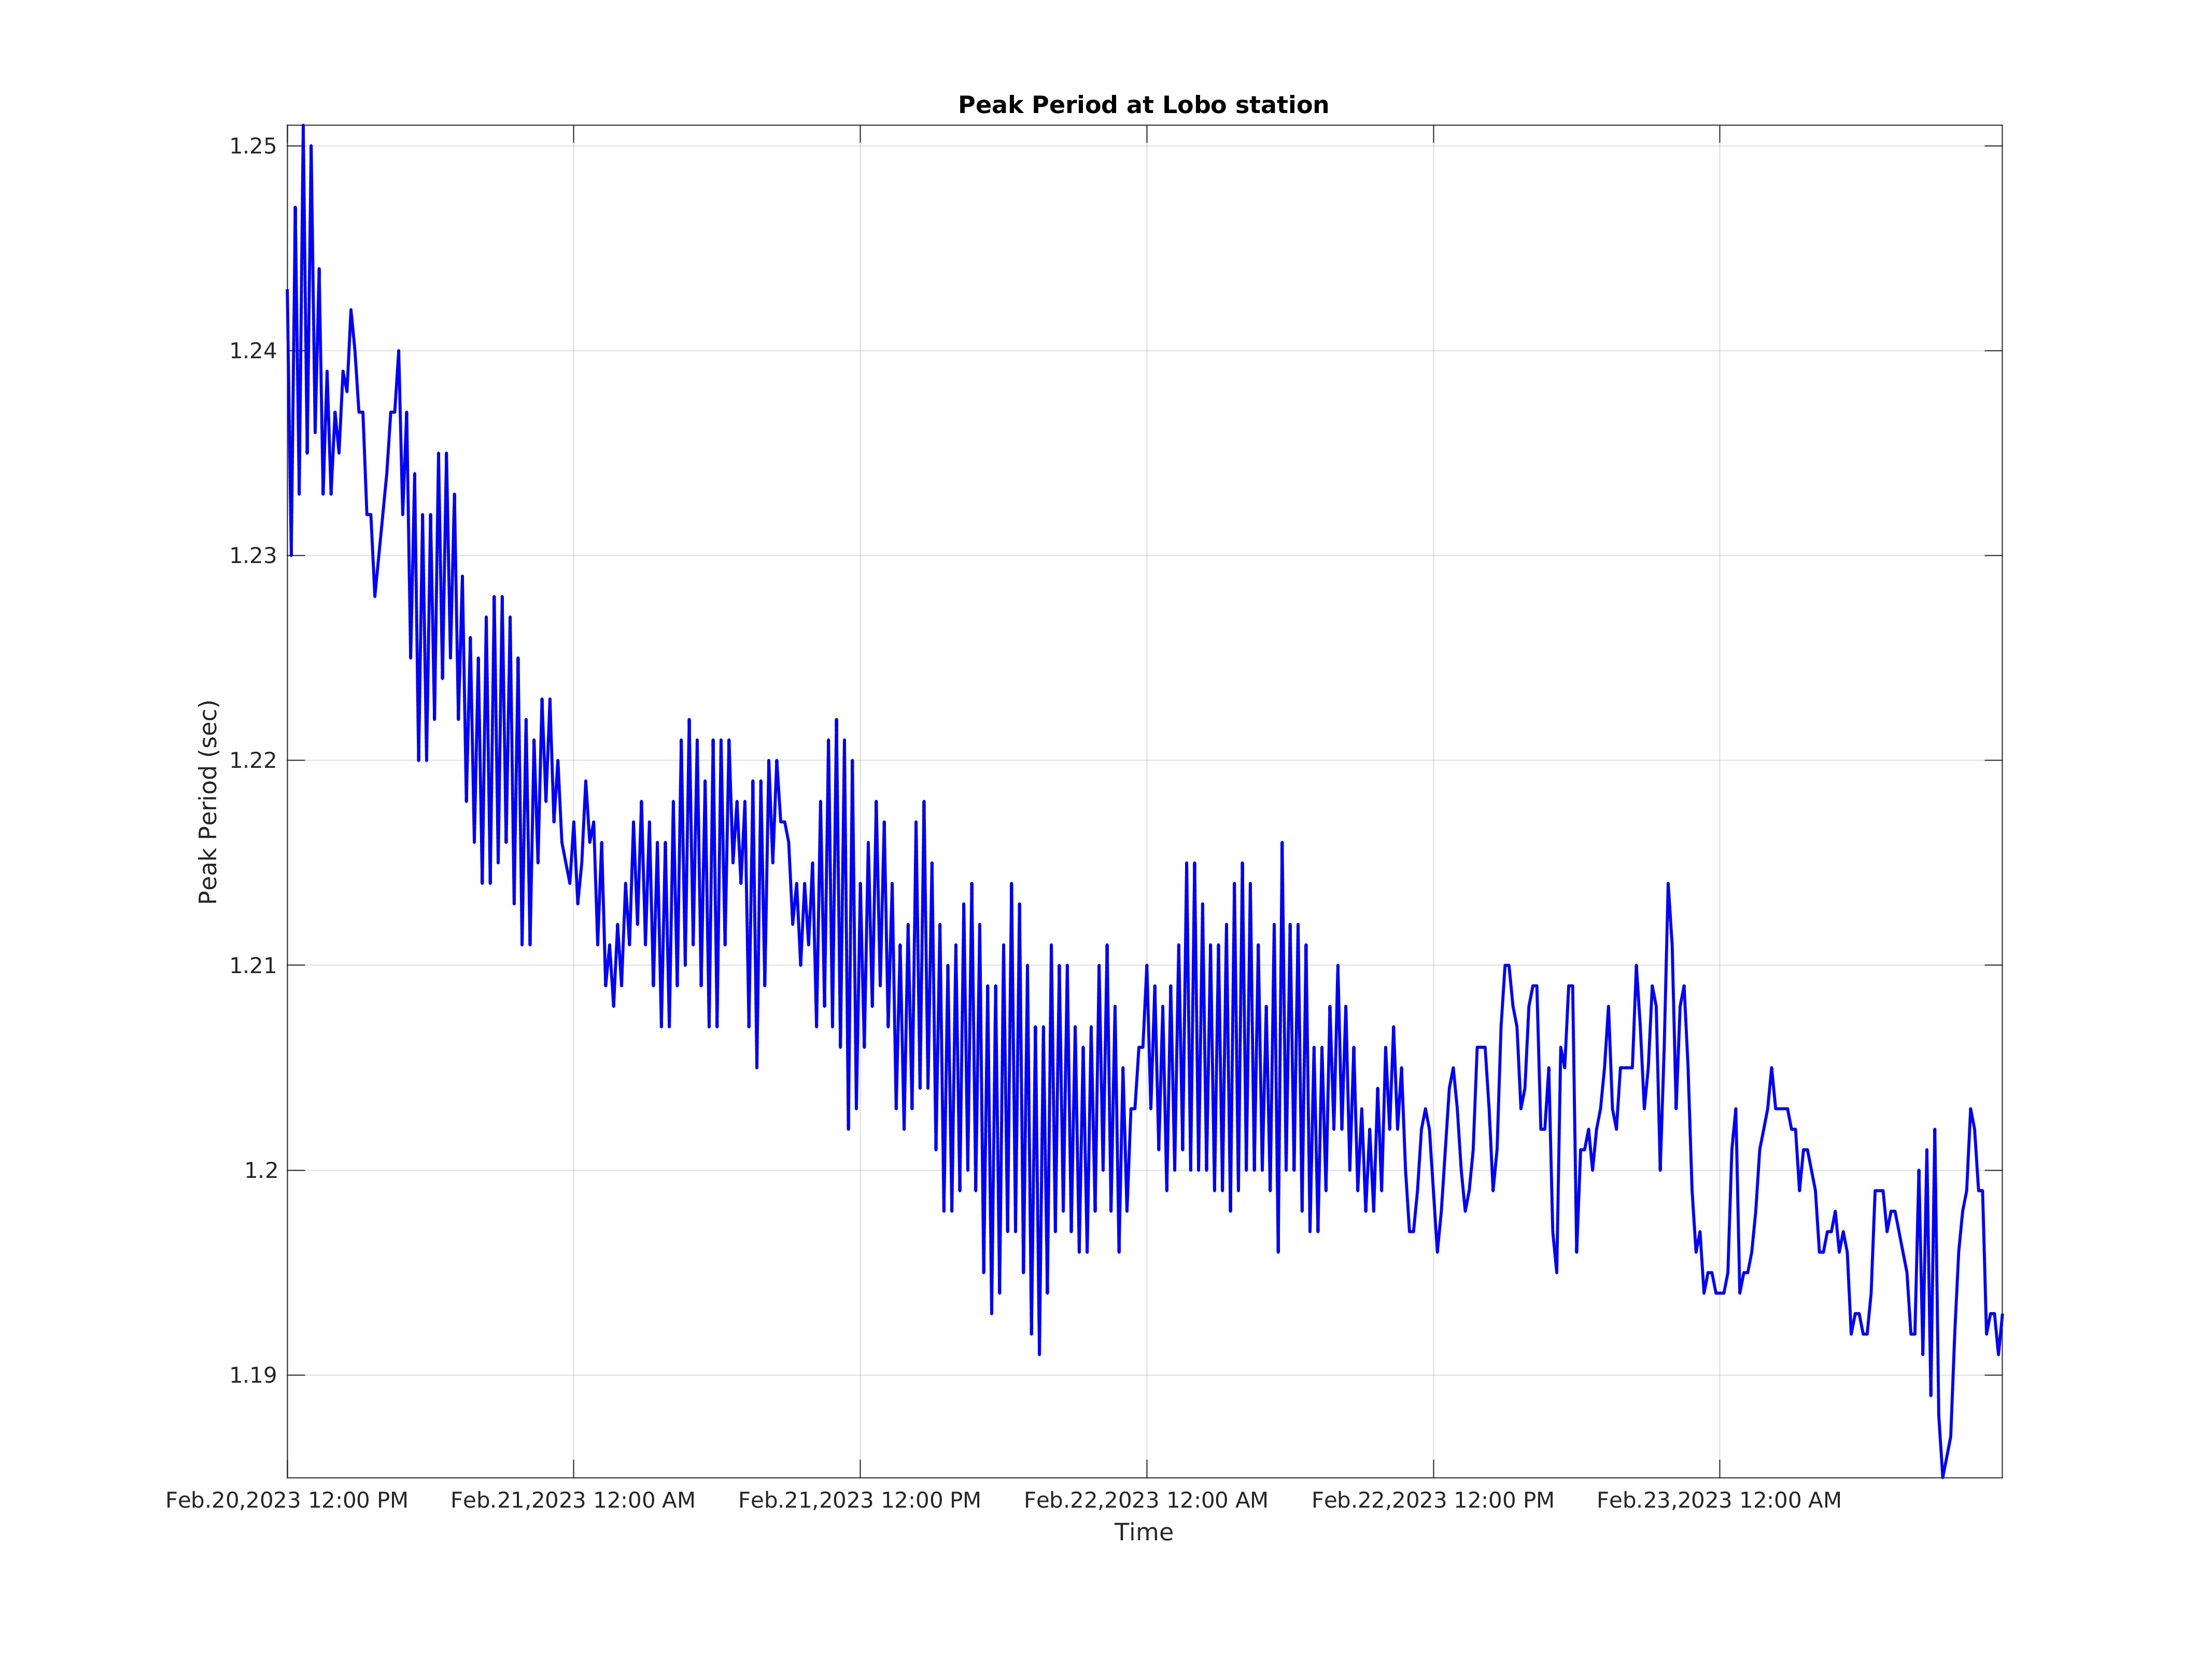 Peak Period at Lobo station
1.25
1.24
1.23
1.22
1.21
1.2
1.19
Peak Period (sec)
Feb.20,2023 12:00 PM
Feb.21,2023 12:00 AM
Feb.21,2023 12:00 PM
Feb.22,2023 12:00 AM
Feb.22,2023 12:00 PM
Feb.23,2023 12:00 AM
Time